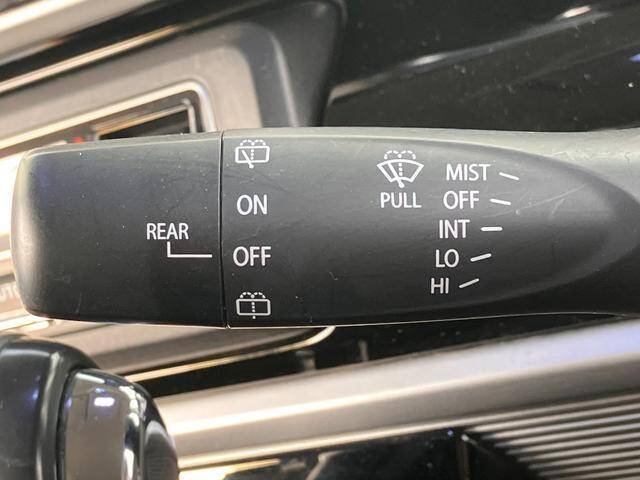 REAR
ON
OFF
PULL
MIST
OFF
INT
LO
HI